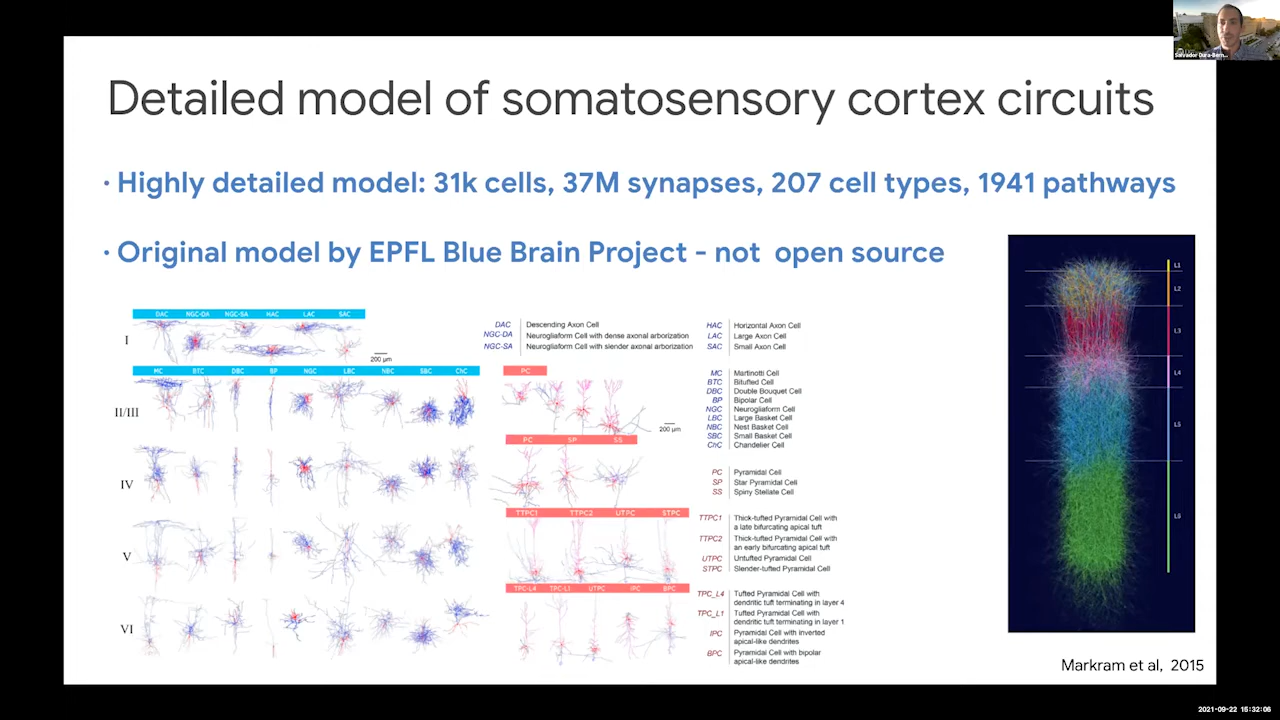 Salvador Dura-Bern...
Detailed model of somatosensory cortex circuits
· Highly detailed model: 31k cells, 37M synapses, 207 cell types, 1941 pathways
· Original model by EPFL Blue Brain Project - not open source
DAC NGC-DA NGC-SA HAC LAC SAC
I
200 μm
MC BTC DBC BP NGC LBC NBC SBC ChC
II/III
IV
V
VI
PC
200 μm
PC SP SS
TTPC1 TTPC2 UTPC STPC
TPC-L4 TPC-L1 UTPC IPC BPC
DAC Descending Axon Cell
NGC-DA Neurogliaform Cell with dense axonal arborization
NGC-SA Neurogliaform Cell with slender axonal arborization
HAC Horizontal Axon Cell
LAC Large Axon Cell
SAC Small Axon Cell
MC Martinotti Cell
BTC Bitufted Cell
DBC Double Bouquet Cell
BP Bipolar Cell
NGC Neurogliaform Cell
LBC Large Basket Cell
NBC Nest Basket Cell
SBC Small Basket Cell
ChC Chandelier Cell
PC Pyramidal Cell
SP Star Pyramidal Cell
SS Spiny Stellate Cell
TTPC1 Thick-tufted Pyramidal Cell with
a late bifurcating apical tuft
TTPC2 Thick-tufted Pyramidal Cell with
an early bifurcating apical tuft
UTPC Untufted Pyramidal Cell
STPC Slender-tufted Pyramidal Cell
TPC_L4 Tufted Pyramidal Cell with
dendritic tuft terminating in layer 4
TPC_L1 Tufted Pyramidal Cell with
dendritic tuft terminating in layer 1
IPC Pyramidal Cell with inverted
apical-like dendrites
BPC Pyramidal Cell with bipolar
apical-like dendrites
L1
L2
L3
L4
L5
L6
Markram et al, 2015
2021-09-22 15:32:06